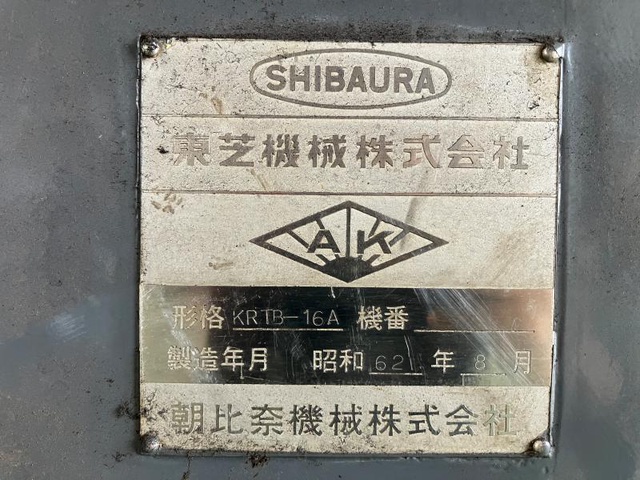 SHIBAURA
東芝機械株式会社
AK
形格 KRTB-16A 機番
製造年月 昭和 62 年 8 月
朝比奈機械株式会社